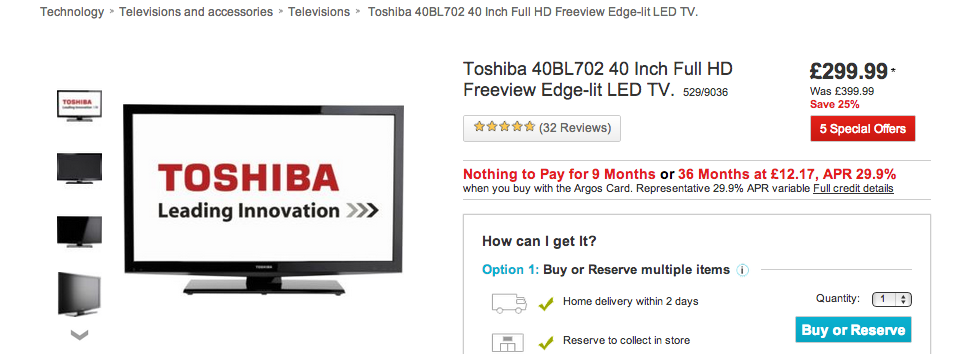 Technology > Televisions and accessories > Televisions > Toshiba 40BL702 40 Inch Full HD Freeview Edge-lit LED TV.
TOSHIBA
Leading Innovation >>>
TOSHIBA
Leading Innovation >>>
TOSHIBA
Toshiba 40BL702 40 Inch Full HD
Freeview Edge-lit LED TV. 529/9036
(32 Reviews)
£299.99*
Was £399.99
Save 25%
5 Special Offers
Nothing to Pay for 9 Months or 36 Months at £12.17, APR 29.9%
when you buy with the Argos Card. Representative 29.9% APR variable Full credit details
How can I get It?
Option 1: Buy or Reserve multiple items i
Home delivery within 2 days
Reserve to collect in store
Quantity: 1
Buy or Reserve